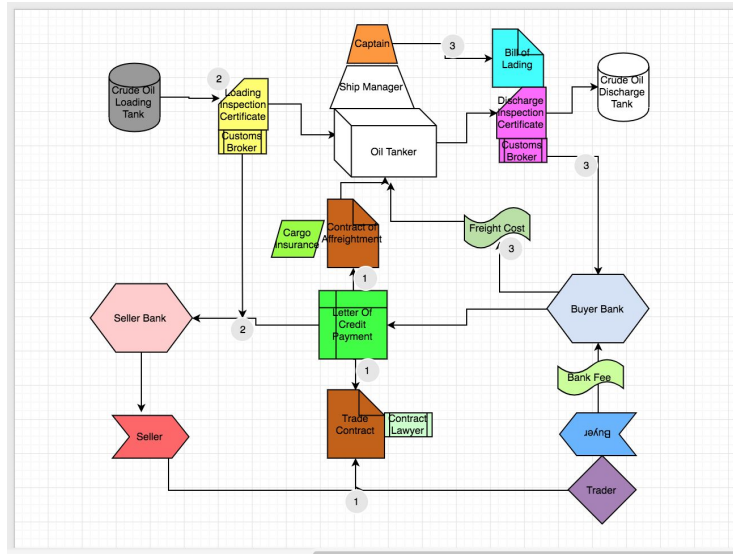 Captain
3
Bill of
Lading
2
Crude Oil
Loading
Tank
Loading
Inspection
Certificate
Customs
Broker
Ship Manager
Oil Tanker
Discharge
Inspection
Certificate
Customs
Broker
Crude Oil
Discharge
Tank
3
Cargo
Insurance
Contract of
Affreightment
Freight Cost
3
1
Seller Bank
2
Letter Of
Credit
Payment
Buyer Bank
1
Bank Fee
Seller
Trade
Contract
Contract
Lawyer
Buyer
Trader
1